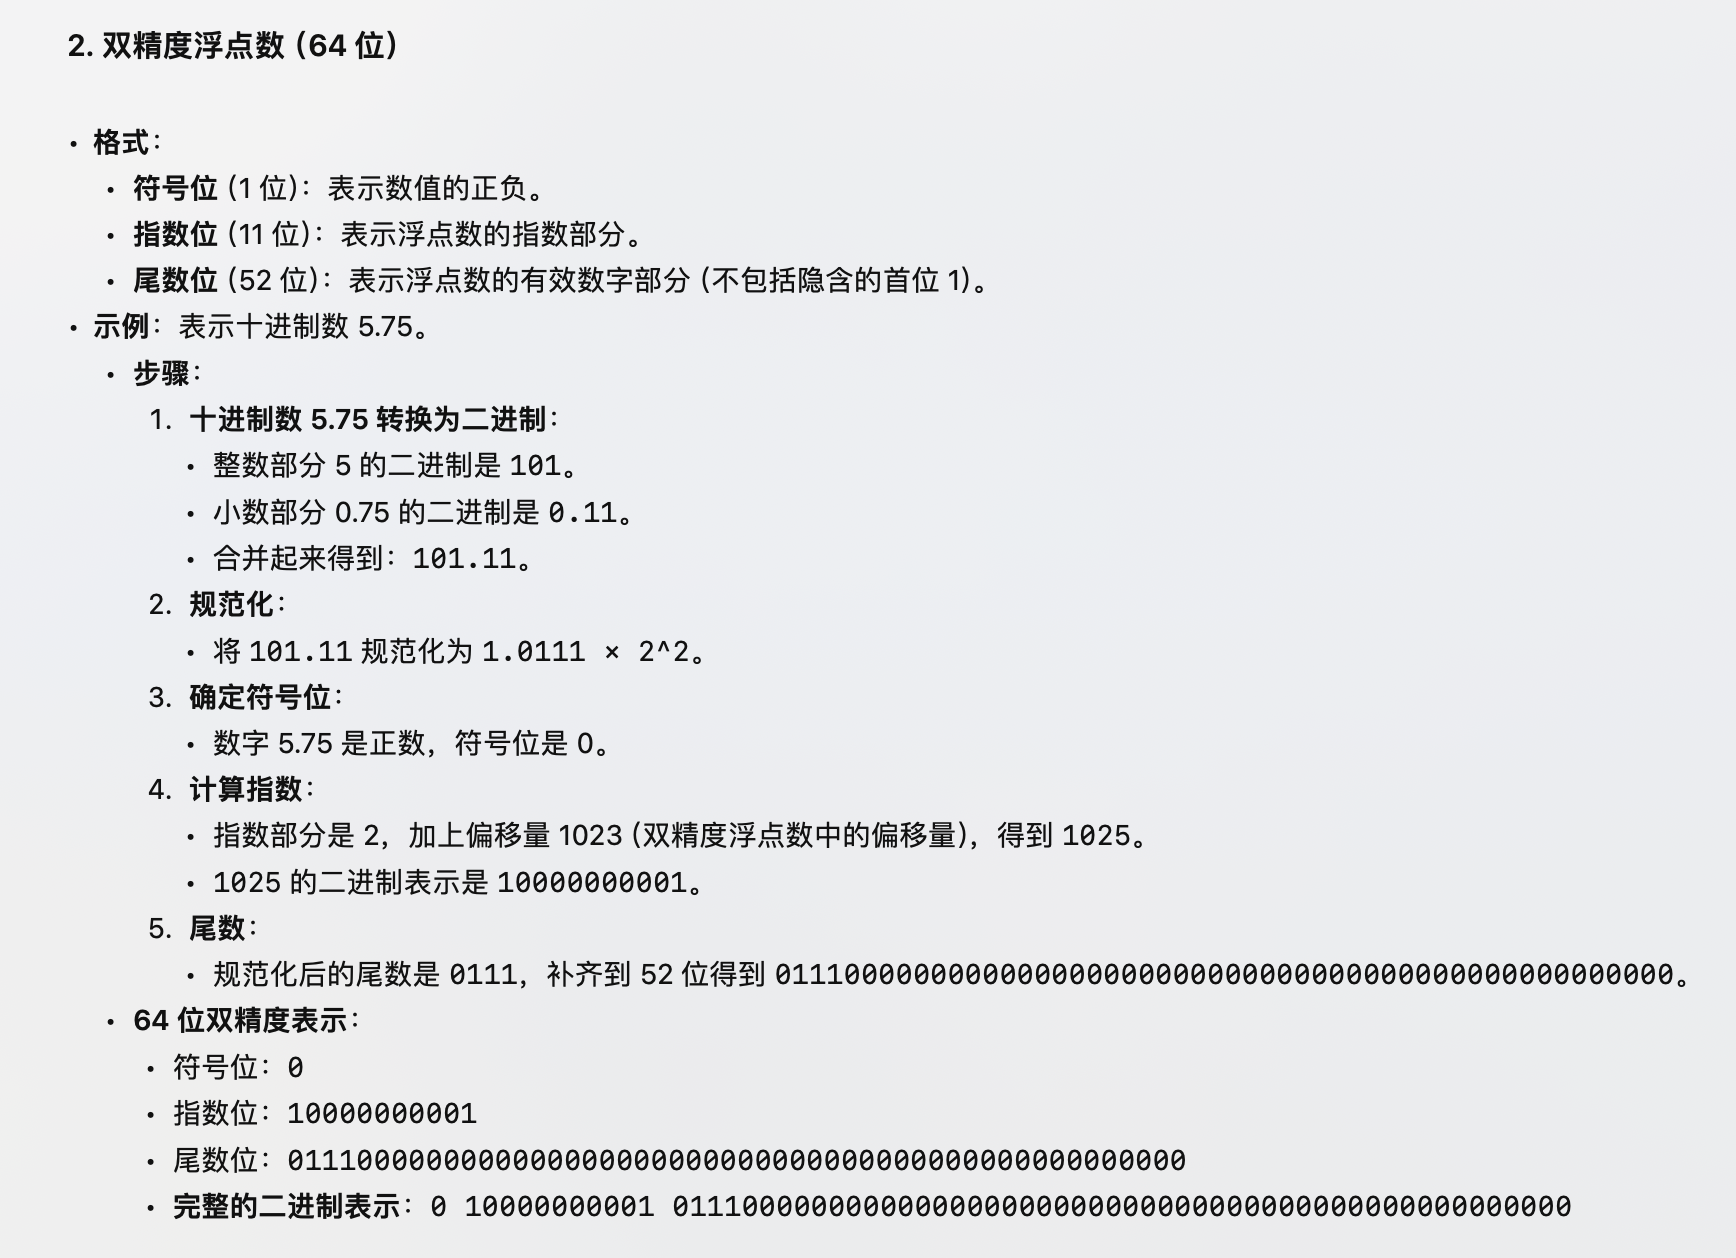 2. 双精度浮点数（64 位）
• 格式：
• 符号位（1 位）：表示数值的正负。
• 指数位（11 位）：表示浮点数的指数部分。
• 尾数位（52 位）：表示浮点数的有效数字部分（不包括隐含的首位 1）。
• 示例：表示十进制数 5.75。
• 步骤：
1. 十进制数 5.75 转换为二进制：
• 整数部分 5 的二进制是 101。
• 小数部分 0.75 的二进制是 0.11。
• 合并起来得到：101.11。
2. 规范化：
• 将 101.11 规范化为 1.0111 × 2^2。
3. 确定符号位：
• 数字 5.75 是正数，符号位是 0。
4. 计算指数：
• 指数部分是 2，加上偏移量 1023（双精度浮点数中的偏移量），得到 1025。
• 1025 的二进制表示是 10000000001。
5. 尾数：
• 规范化后的尾数是 0111，补齐到 52 位得到 0111000000000000000000000000000000000000000000000000。
• 64 位双精度表示：
• 符号位：0
• 指数位：10000000001
• 尾数位：0111000000000000000000000000000000000000000000000000
• 完整的二进制表示：0 10000000001 0111000000000000000000000000000000000000000000000000